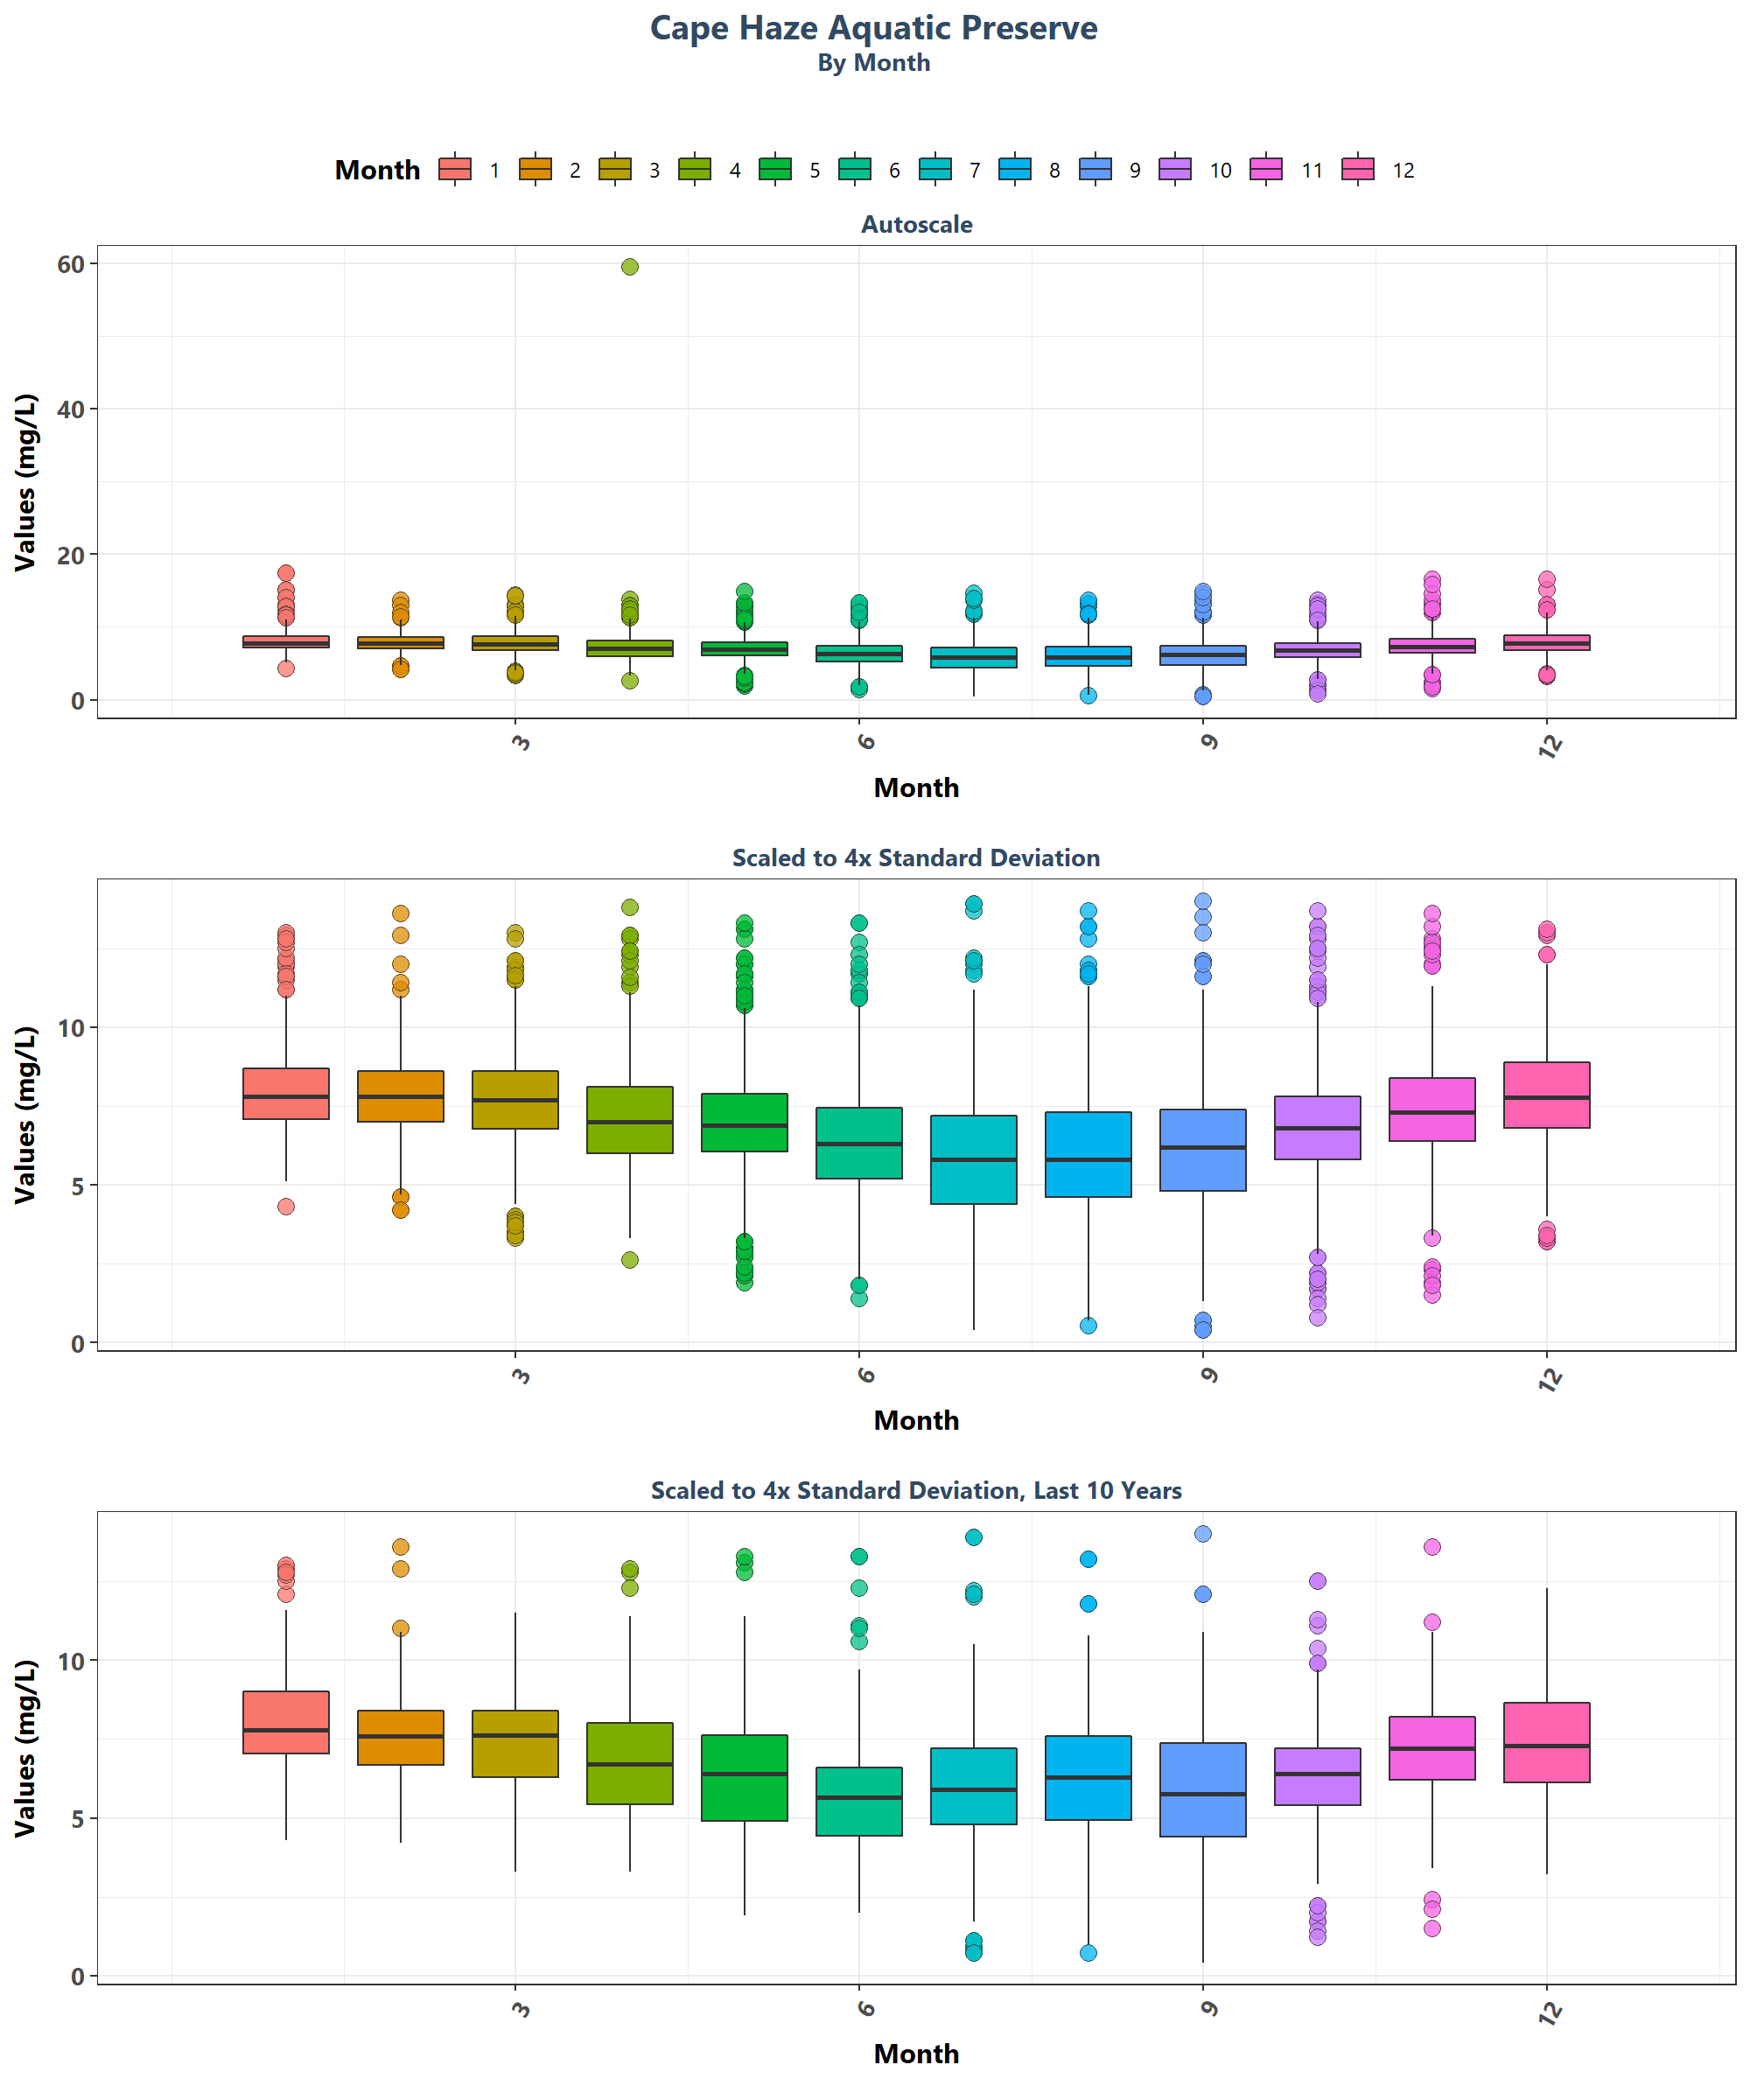 Cape Haze Aquatic Preserve
By Month
Month 1 2 3 4 5 6 7 8 9 10 11 12
Autoscale
Values (mg/L)
60
40
20
0
3 6 9 12
Month
Scaled to 4x Standard Deviation
Values (mg/L)
10
5
0
3 6 9 12
Month
Scaled to 4x Standard Deviation, Last 10 Years
Values (mg/L)
10
5
0
3 6 9 12
Month